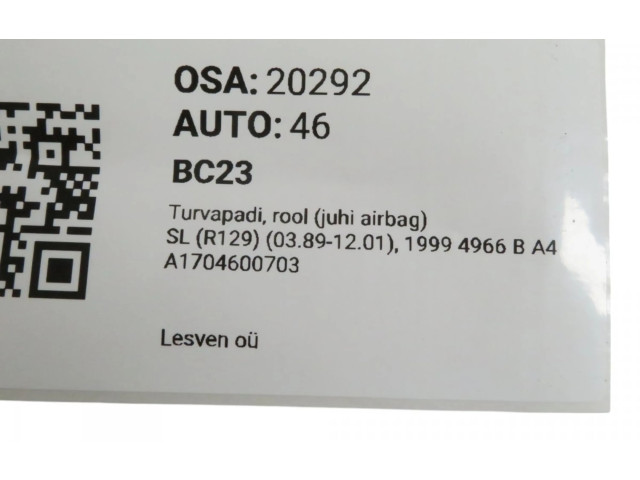 OSA: 20292
AUTO: 46
BC23
Turvapadi, rool (juhi airbag)
SL (R129) (03.89-12.01), 1999 4966 B A4
A1704600703
Lesven oü